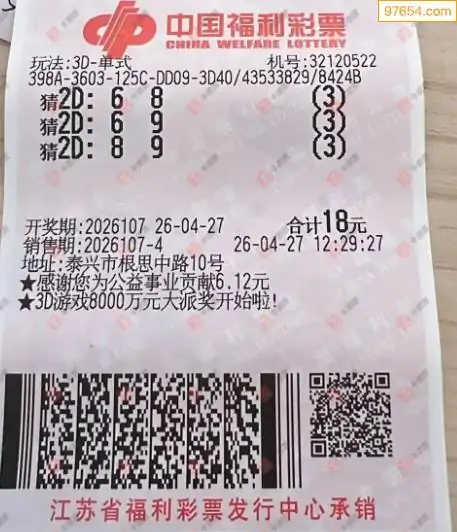 97654.com
中国福利彩票
CHINA WELFARE LOTTERY
玩法:3D-单式 机号:32120522
398A-3603-125C-DD09-3D40/43533829/8424B
猜2D: 6 8 (3)
猜2D: 6 9 (3)
猜2D: 8 9 (3)
开奖期:2026107 26-04-27 合计18元
销售期:2026107-4 26-04-27 12:29:27
地址:泰兴市根思中路10号
★感谢您为公益事业贡献6.12元
★3D游戏8000万元大派奖开始啦!
江苏省福利彩票发行中心承销